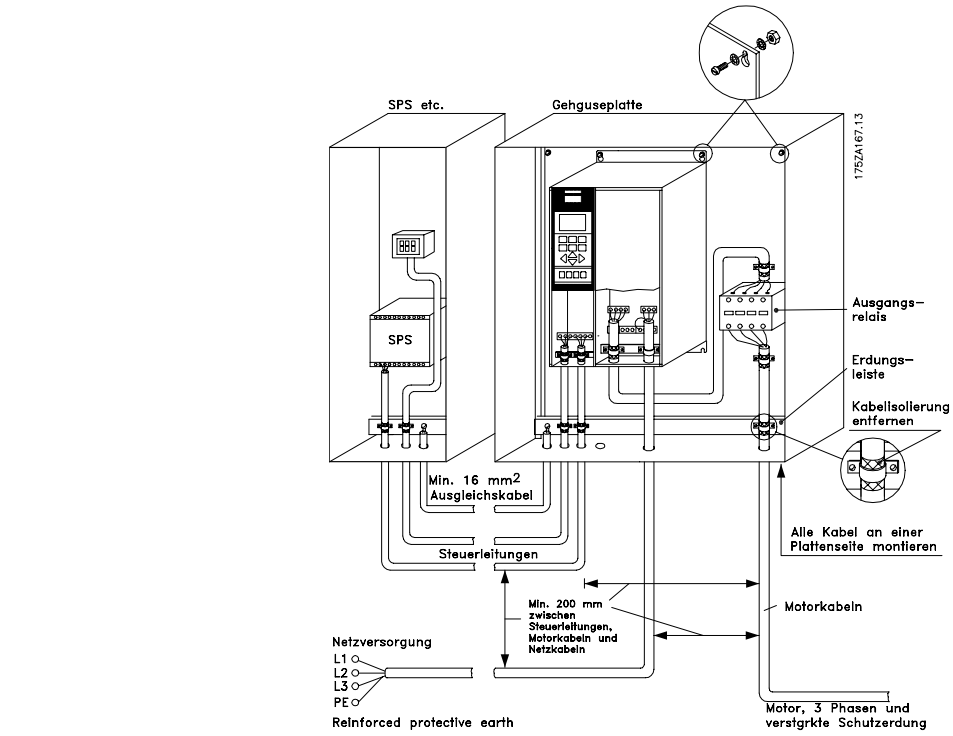 SPS etc.
Gehguseplatte
175ZA167.13
SPS
Ausgangs-
relais
Erdungs-
leiste
Kabelisolierung
entfernen
Min. 16 mm2
Ausgleichskabel
Alle Kabel an einer
Plattenseite montieren
Steuerleitungen
Min. 200 mm
zwischen
Steuerleitungen,
Motorkabeln und
Netzkabeln
Motorkabeln
Netzversorgung
L1
L2
L3
PE
Reinforced protective earth
Motor, 3 Phasen und
verstgrkte Schutzerdung